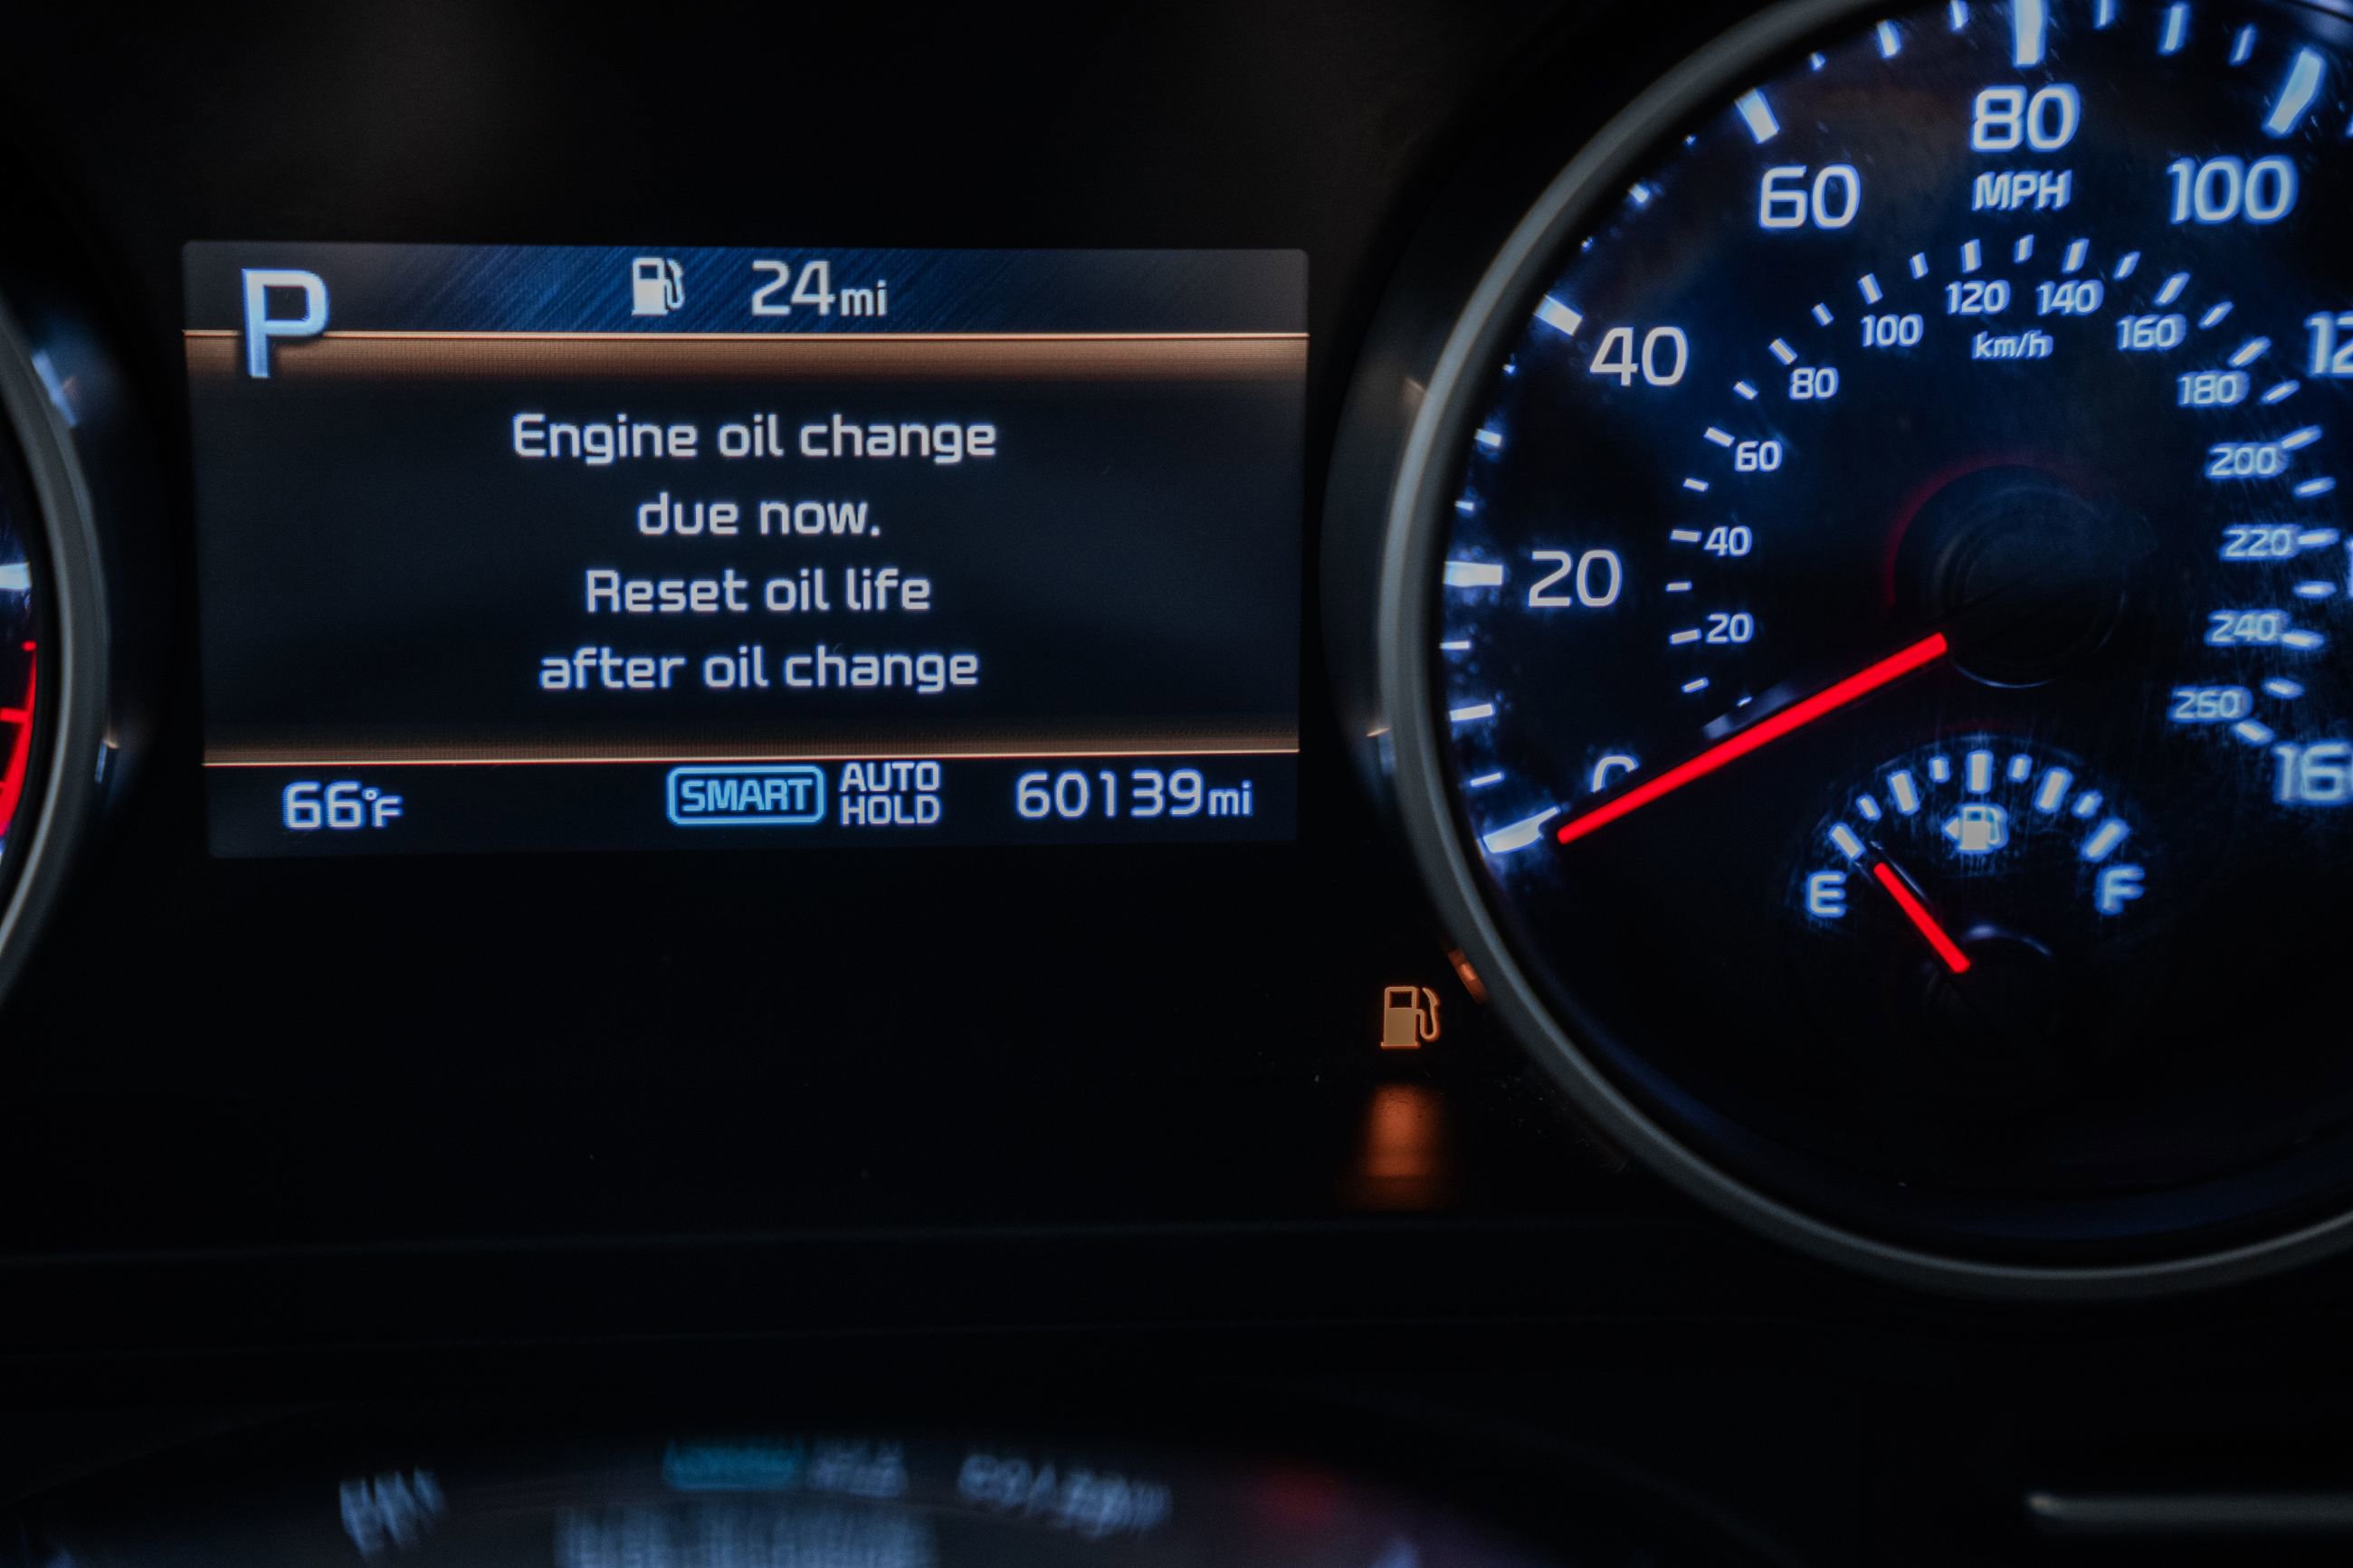 P
24mi
Engine oil change
due now.
Reset oil life
after oil change
66°F
SMART
AUTO
HOLD
60139mi
0
20
40
60
80
100
MPH
20
40
60
80
100
120
140
160
180
200
220
240
260
km/h
E
F